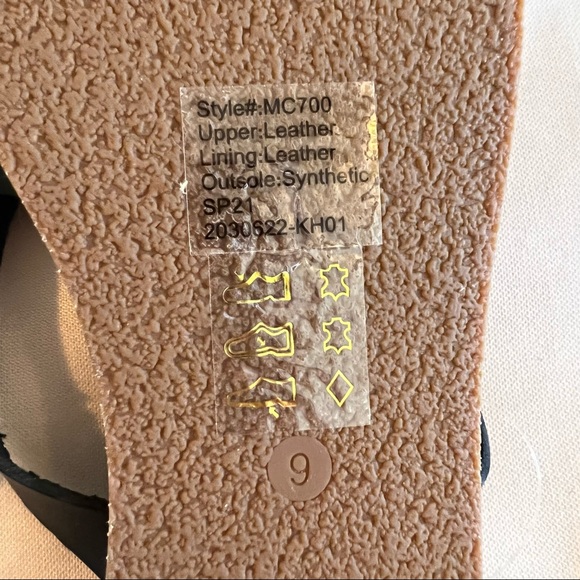 Style#:MC700
Upper:Leather
Lining:Leather
Outsole:Synthetic
SP21
2030622-KH01
9